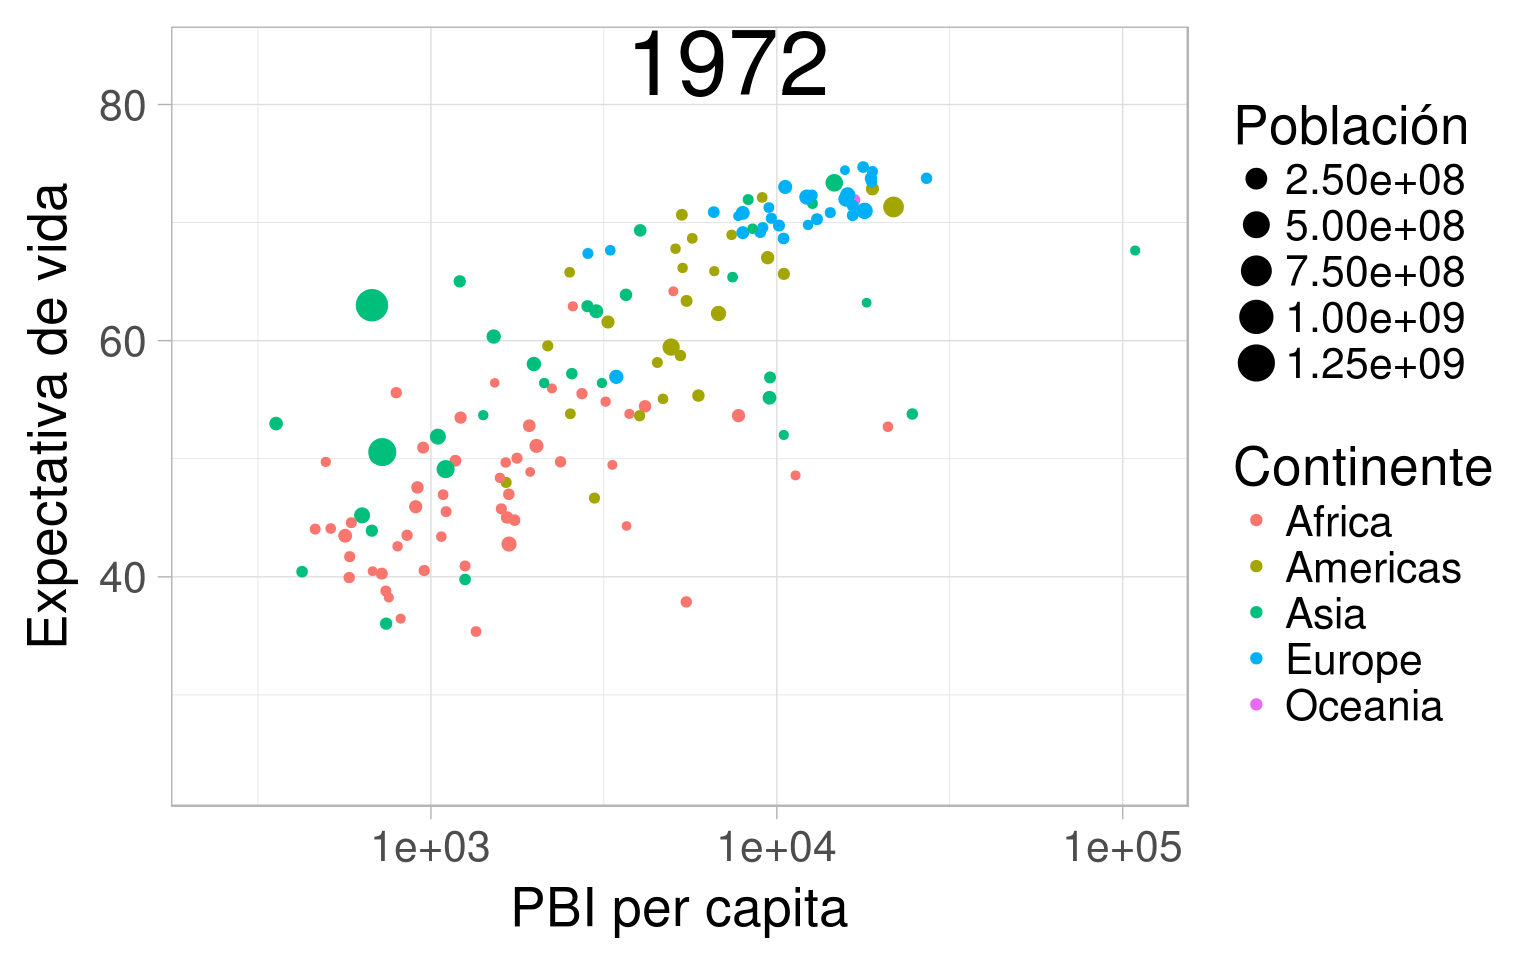 1972
80
60
40
Expectativa de vida
1e+03 1e+04 1e+05
PBI per capita
Población
2.50e+08
5.00e+08
7.50e+08
1.00e+09
1.25e+09
Continente
Africa
Americas
Asia
Europe
Oceania